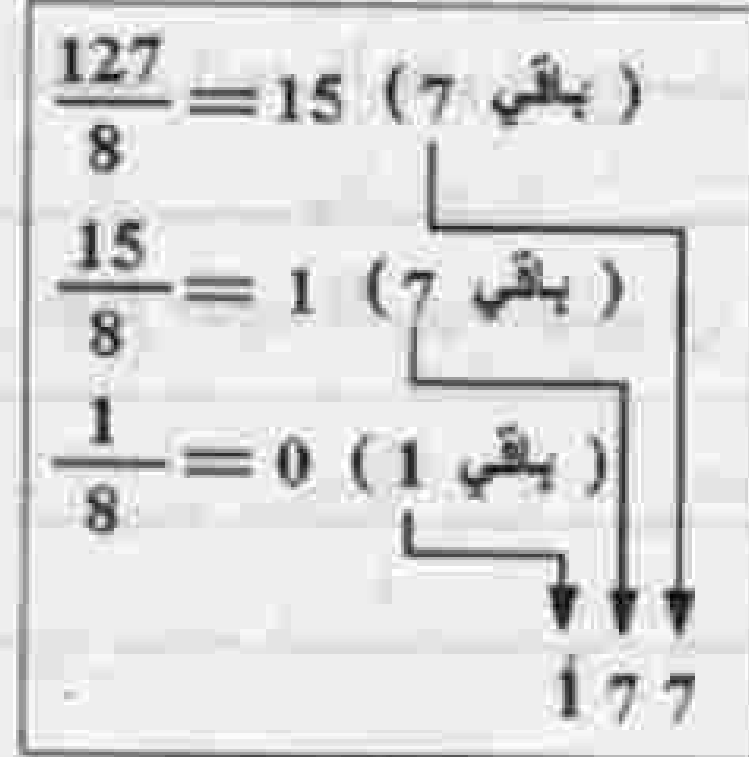 127/8 = 15 (7 باقي)
15/8 = 1 (7 باقي)
1/8 = 0 (1 باقي)
1 7 7